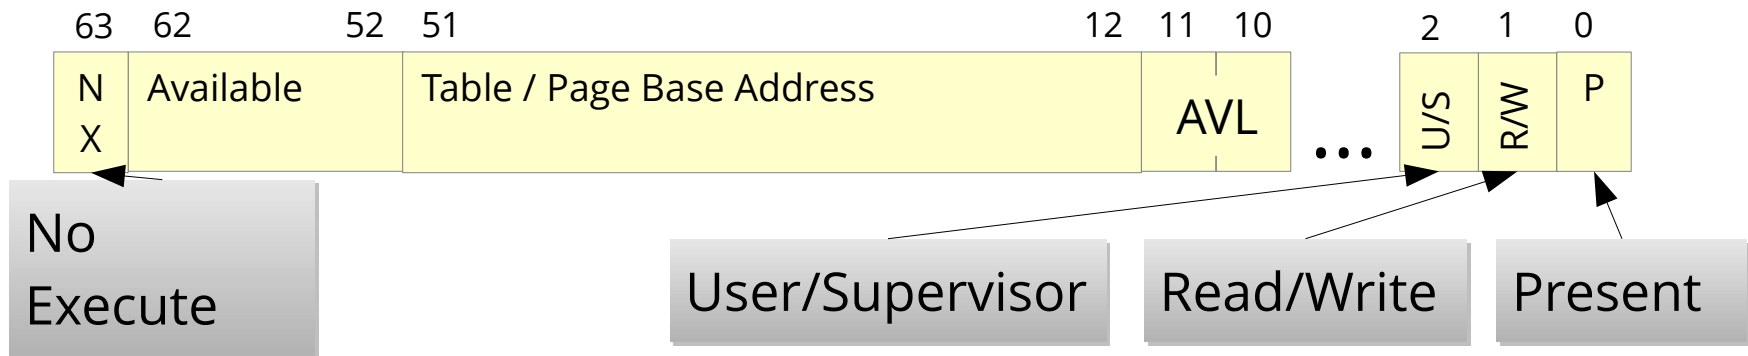 63 62 52 51 12 11 10 2 1 0
N
X
Available
Table / Page Base Address
AVL
...
U/S
R/W
P
No
Execute
User/Supervisor
Read/Write
Present